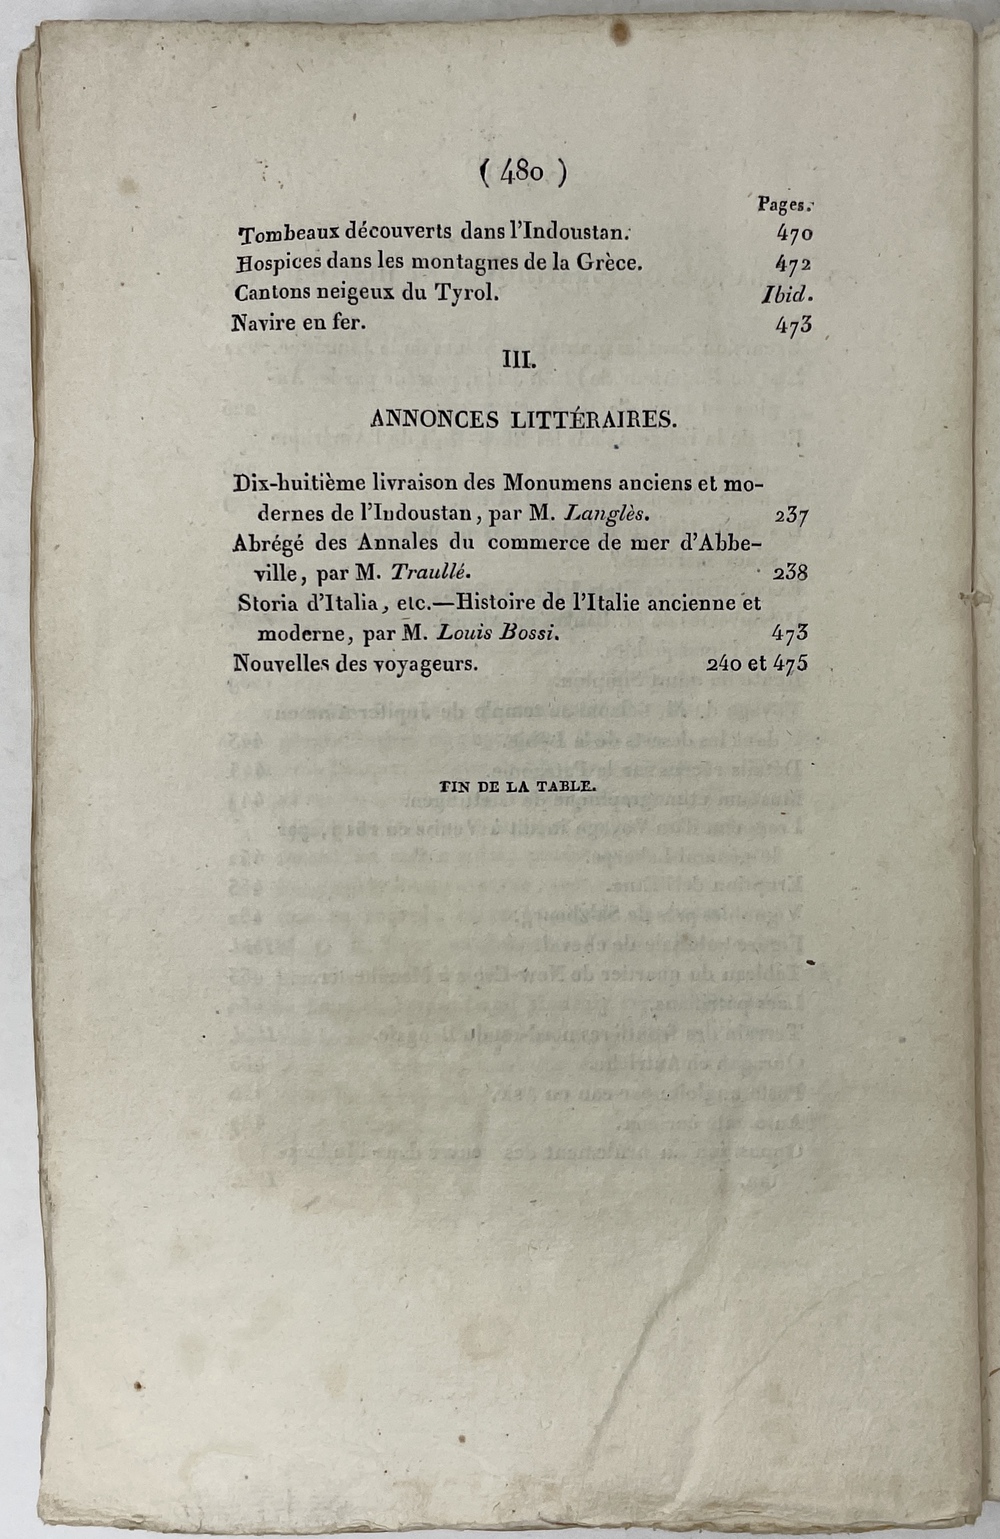 ( 480 )
Pages.
Tombeaux découverts dans l'Indoustan. 470
Hospices dans les montagnes de la Grèce. 472
Cantons neigeux du Tyrol. Ibid.
Navire en fer. 473
III.
ANNONCES LITTÉRAIRES.
Dix-huitième livraison des Monumens anciens et mo-
dernes de l'Indoustan, par M. Langlès. 237
Abrégé des Annales du commerce de mer d'Abbe-
ville, par M. Traullé. 238
Storia d'Italia, etc.—Histoire de l'Italie ancienne et
moderne, par M. Louis Bossi. 473
Nouvelles des voyageurs. 240 et 475
FIN DE LA TABLE.